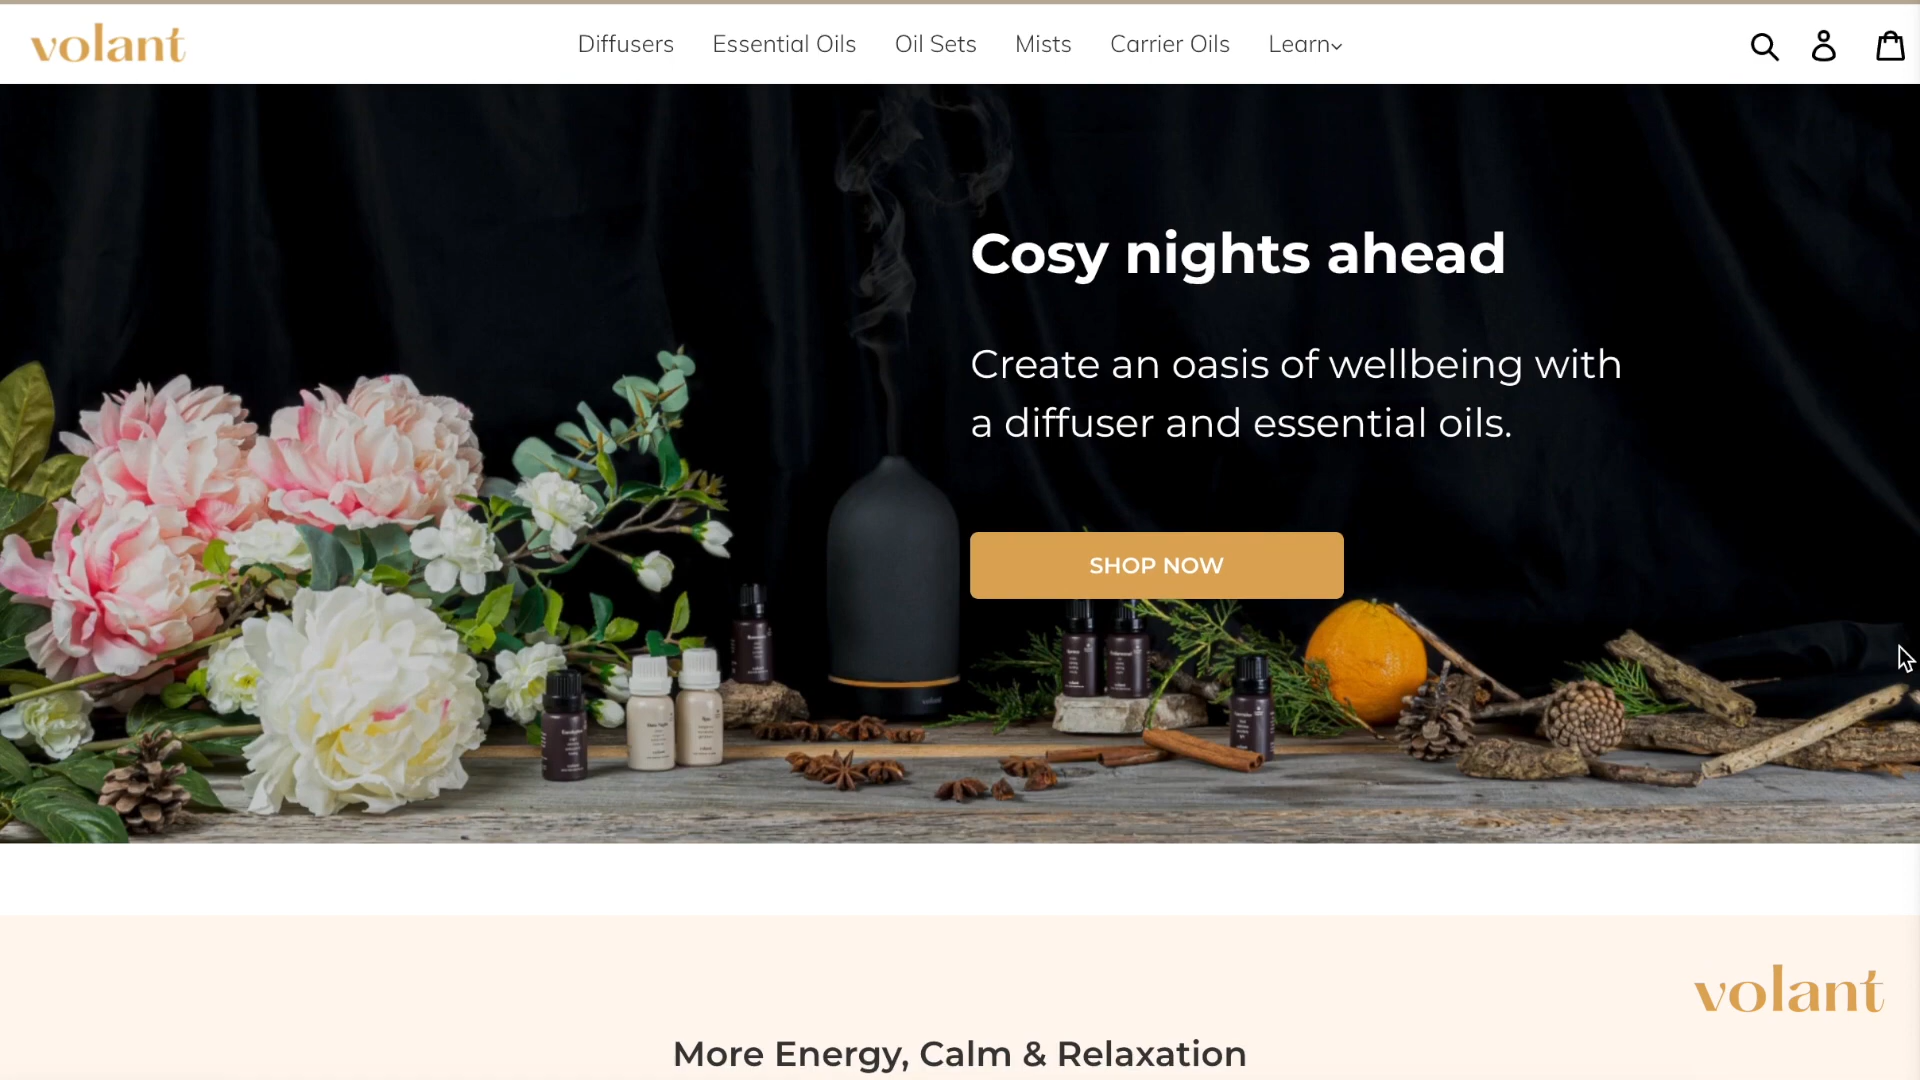 volant
Diffusers Essential Oils Oil Sets Mists Carrier Oils Learn
Cosy nights ahead
Create an oasis of wellbeing with
a diffuser and essential oils.
SHOP NOW
volant
More Energy, Calm & Relaxation